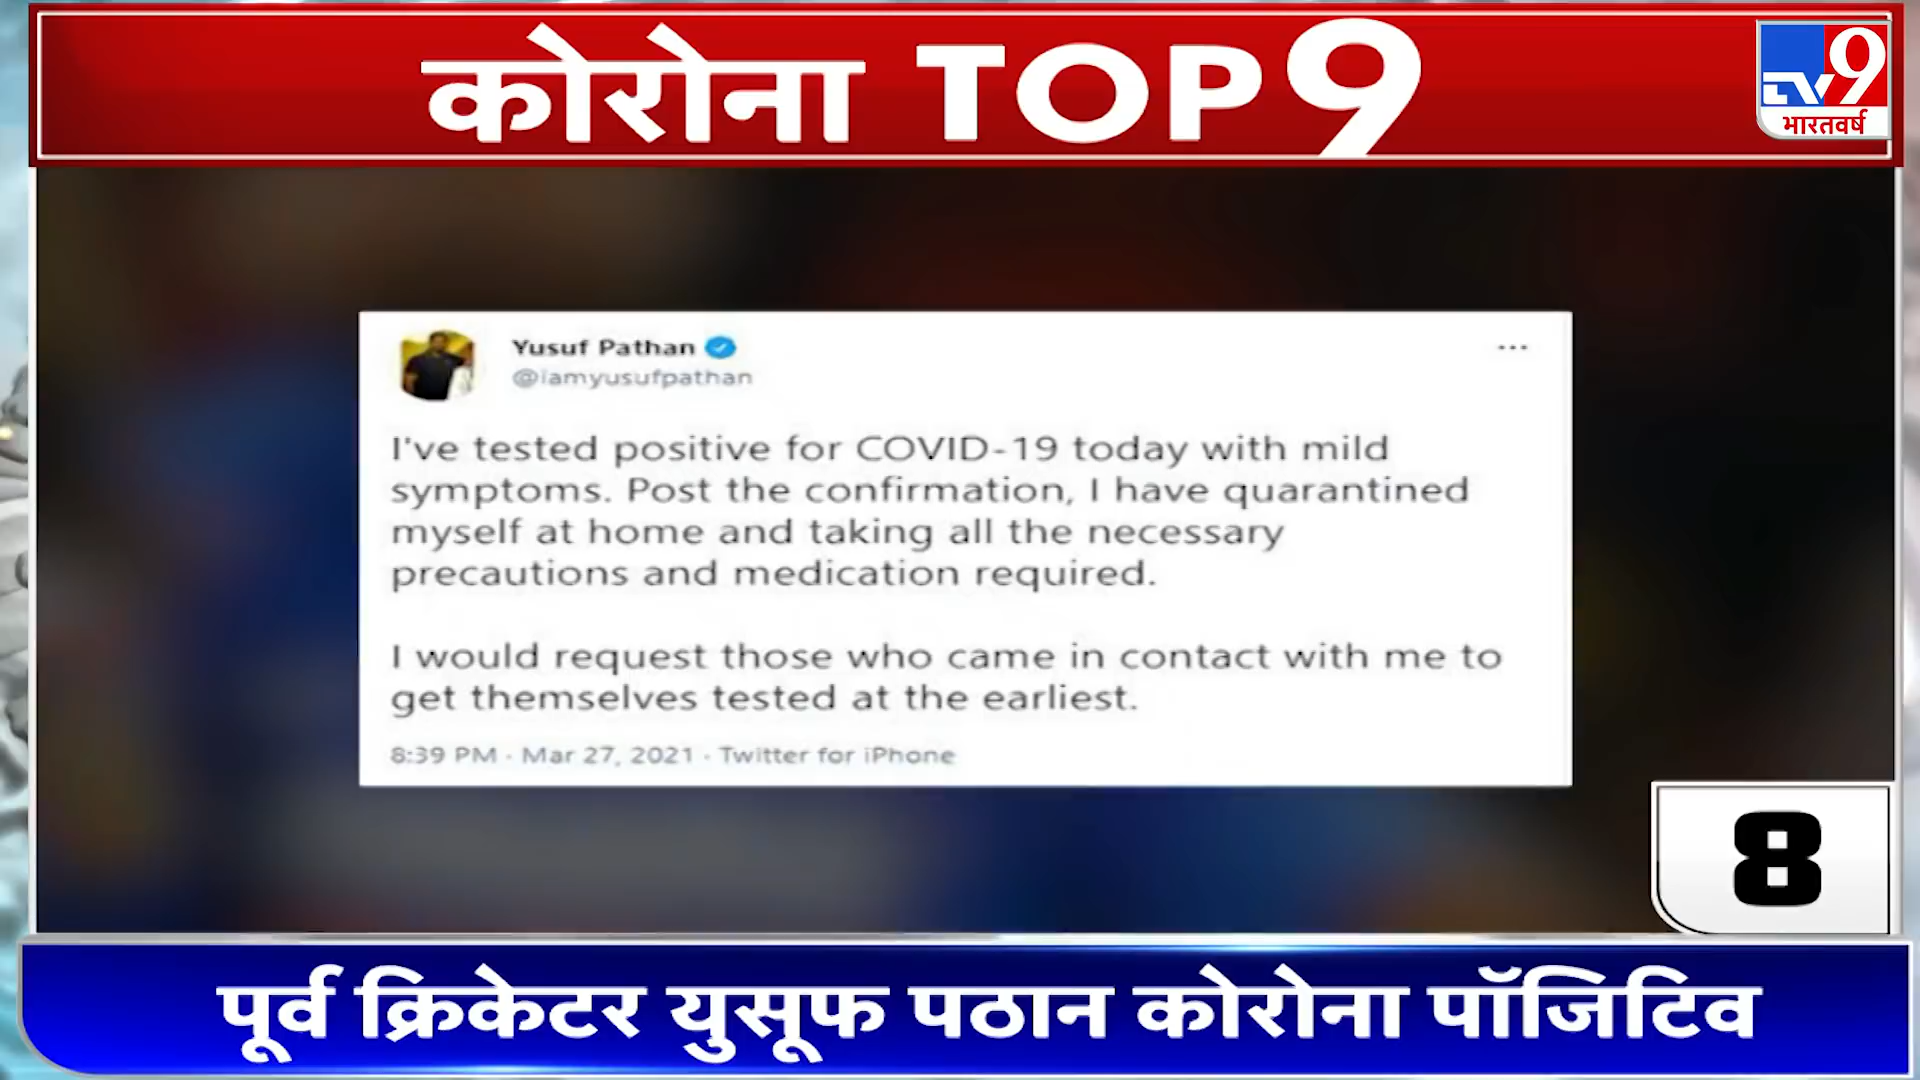 कोरोना TOP 9
TV9
भारतवर्ष
Yusuf Pathan
@iamyusufpathan
I've tested positive for COVID-19 today with mild
symptoms. Post the confirmation, I have quarantined
myself at home and taking all the necessary
precautions and medication required.
I would request those who came in contact with me to
get themselves tested at the earliest.
8:39 PM · Mar 27, 2021 · Twitter for iPhone
8
पूर्व क्रिकेटर युसूफ पठान कोरोना पॉजिटिव